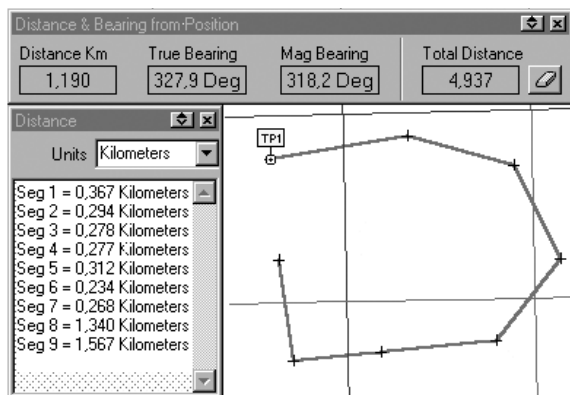 Distance & Bearing from Position
Distance Km True Bearing Mag Bearing Total Distance
1,190 327,9 Deg 318,2 Deg 4,937
Distance
Units Kilometers
TP1
Seg 1 = 0,367 Kilometers
Seg 2 = 0,294 Kilometers
Seg 3 = 0,278 Kilometers
Seg 4 = 0,277 Kilometers
Seg 5 = 0,312 Kilometers
Seg 6 = 0,234 Kilometers
Seg 7 = 0,268 Kilometers
Seg 8 = 1,340 Kilometers
Seg 9 = 1,567 Kilometers